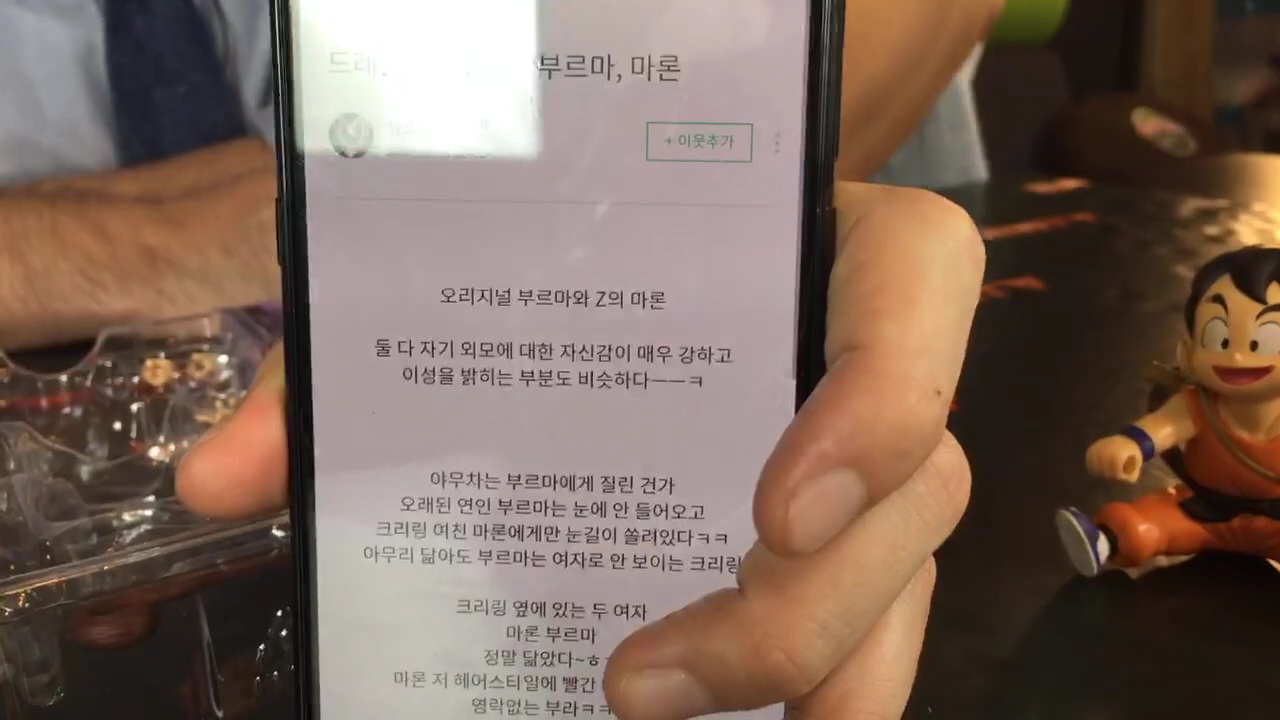 부르마, 마론
+ 이웃추가
오리지널 부르마와 Z의 마론
둘 다 자기 외모에 대한 자신감이 매우 강하고
이성을 밝히는 부분도 비슷하다ㅡㅡㅋ
야무차는 부르마에게 질린 건가
오래된 연인 부르마는 눈에 안 들어오고
크리링 여친 마론에게만 눈길이 쏠려있다ㅋㅋ
아무리 닮아도 부르마는 여자로 안 보이는 크리링
크리링 옆에 있는 두 여자
마론 부르마
정말 닮았다~ㅎ
마론 저 헤어스타일에 빨간
영락없는 부라ㅋㅋ